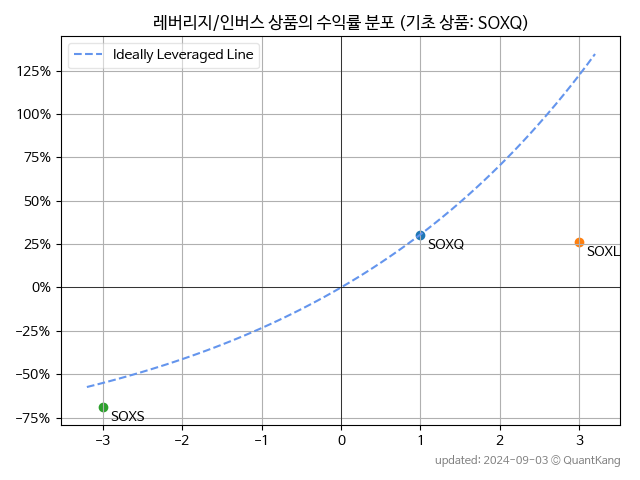 레버리지/인버스 상품의 수익률 분포 (기초 상품: SOXQ)
Ideally Leveraged Line
125%
100%
75%
50%
25%
0%
−25%
−50%
−75%
SOXQ
SOXL
SOXS
−3 −2 −1 0 1 2 3
updated: 2024-09-03 © QuantKang